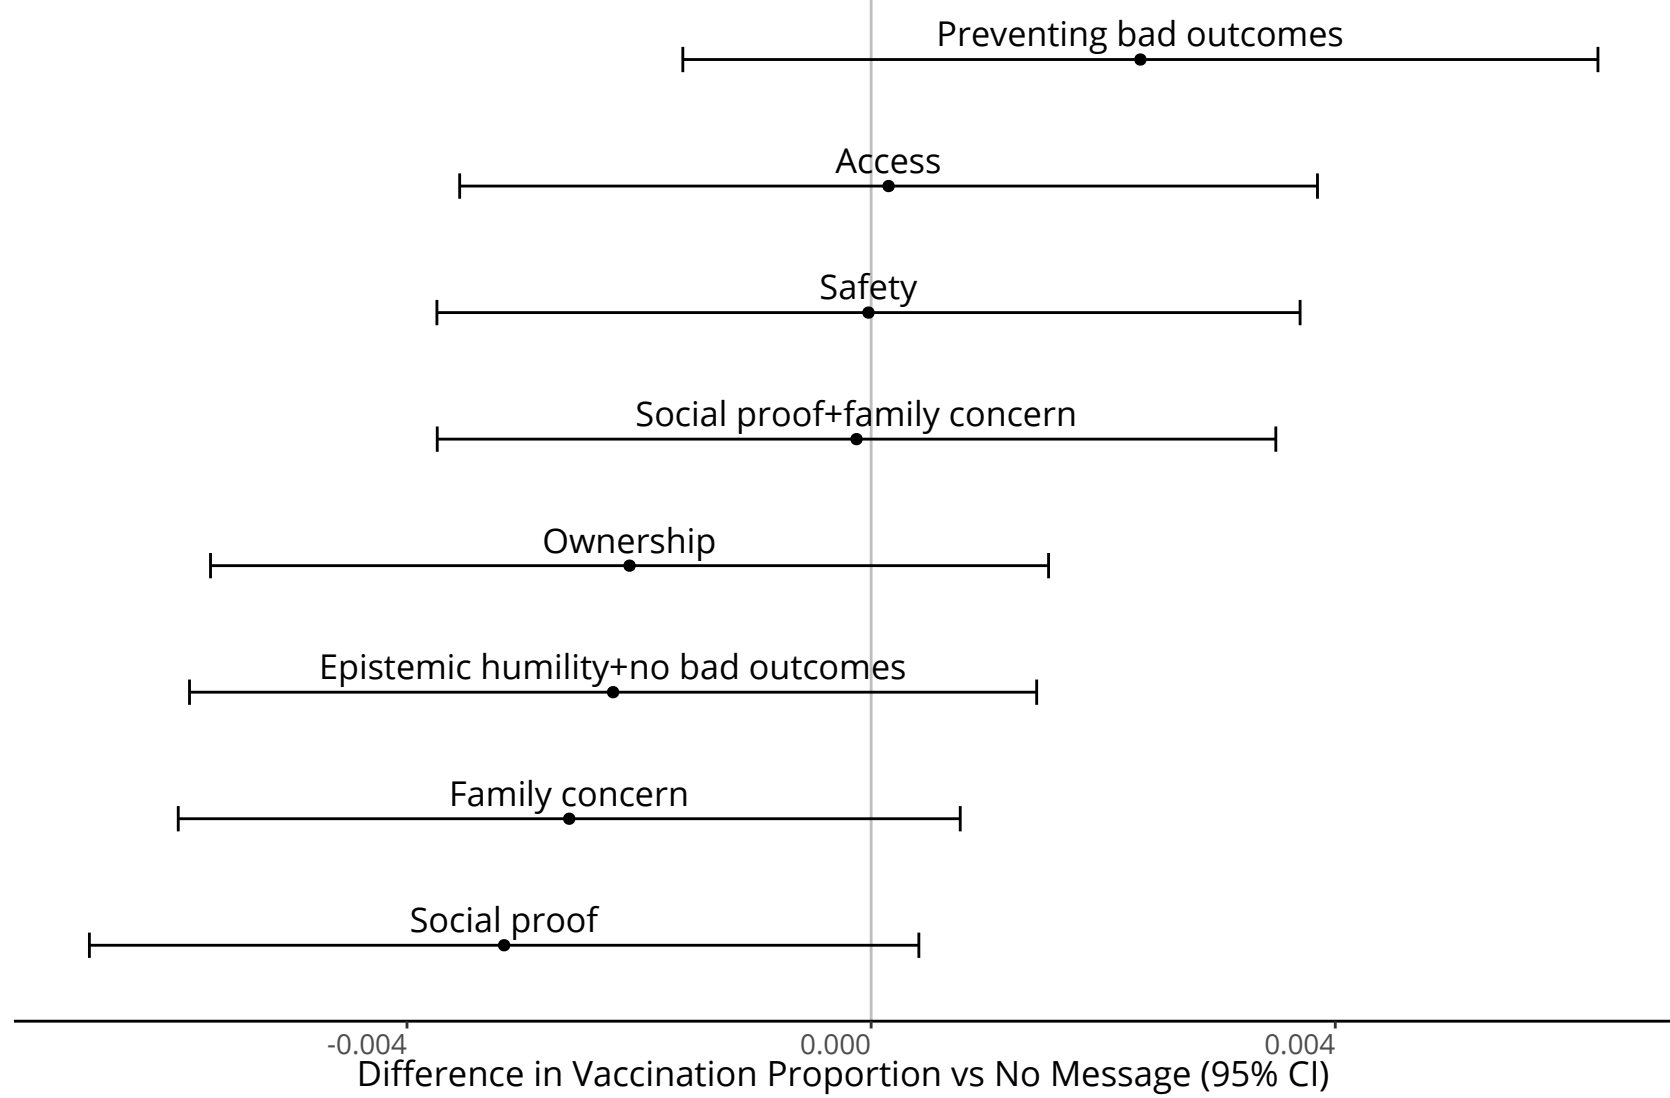 Preventing bad outcomes
Access
Safety
Social proof+family concern
Ownership
Epistemic humility+no bad outcomes
Family concern
Social proof
-0.004 0.000 0.004
Difference in Vaccination Proportion vs No Message (95% CI)